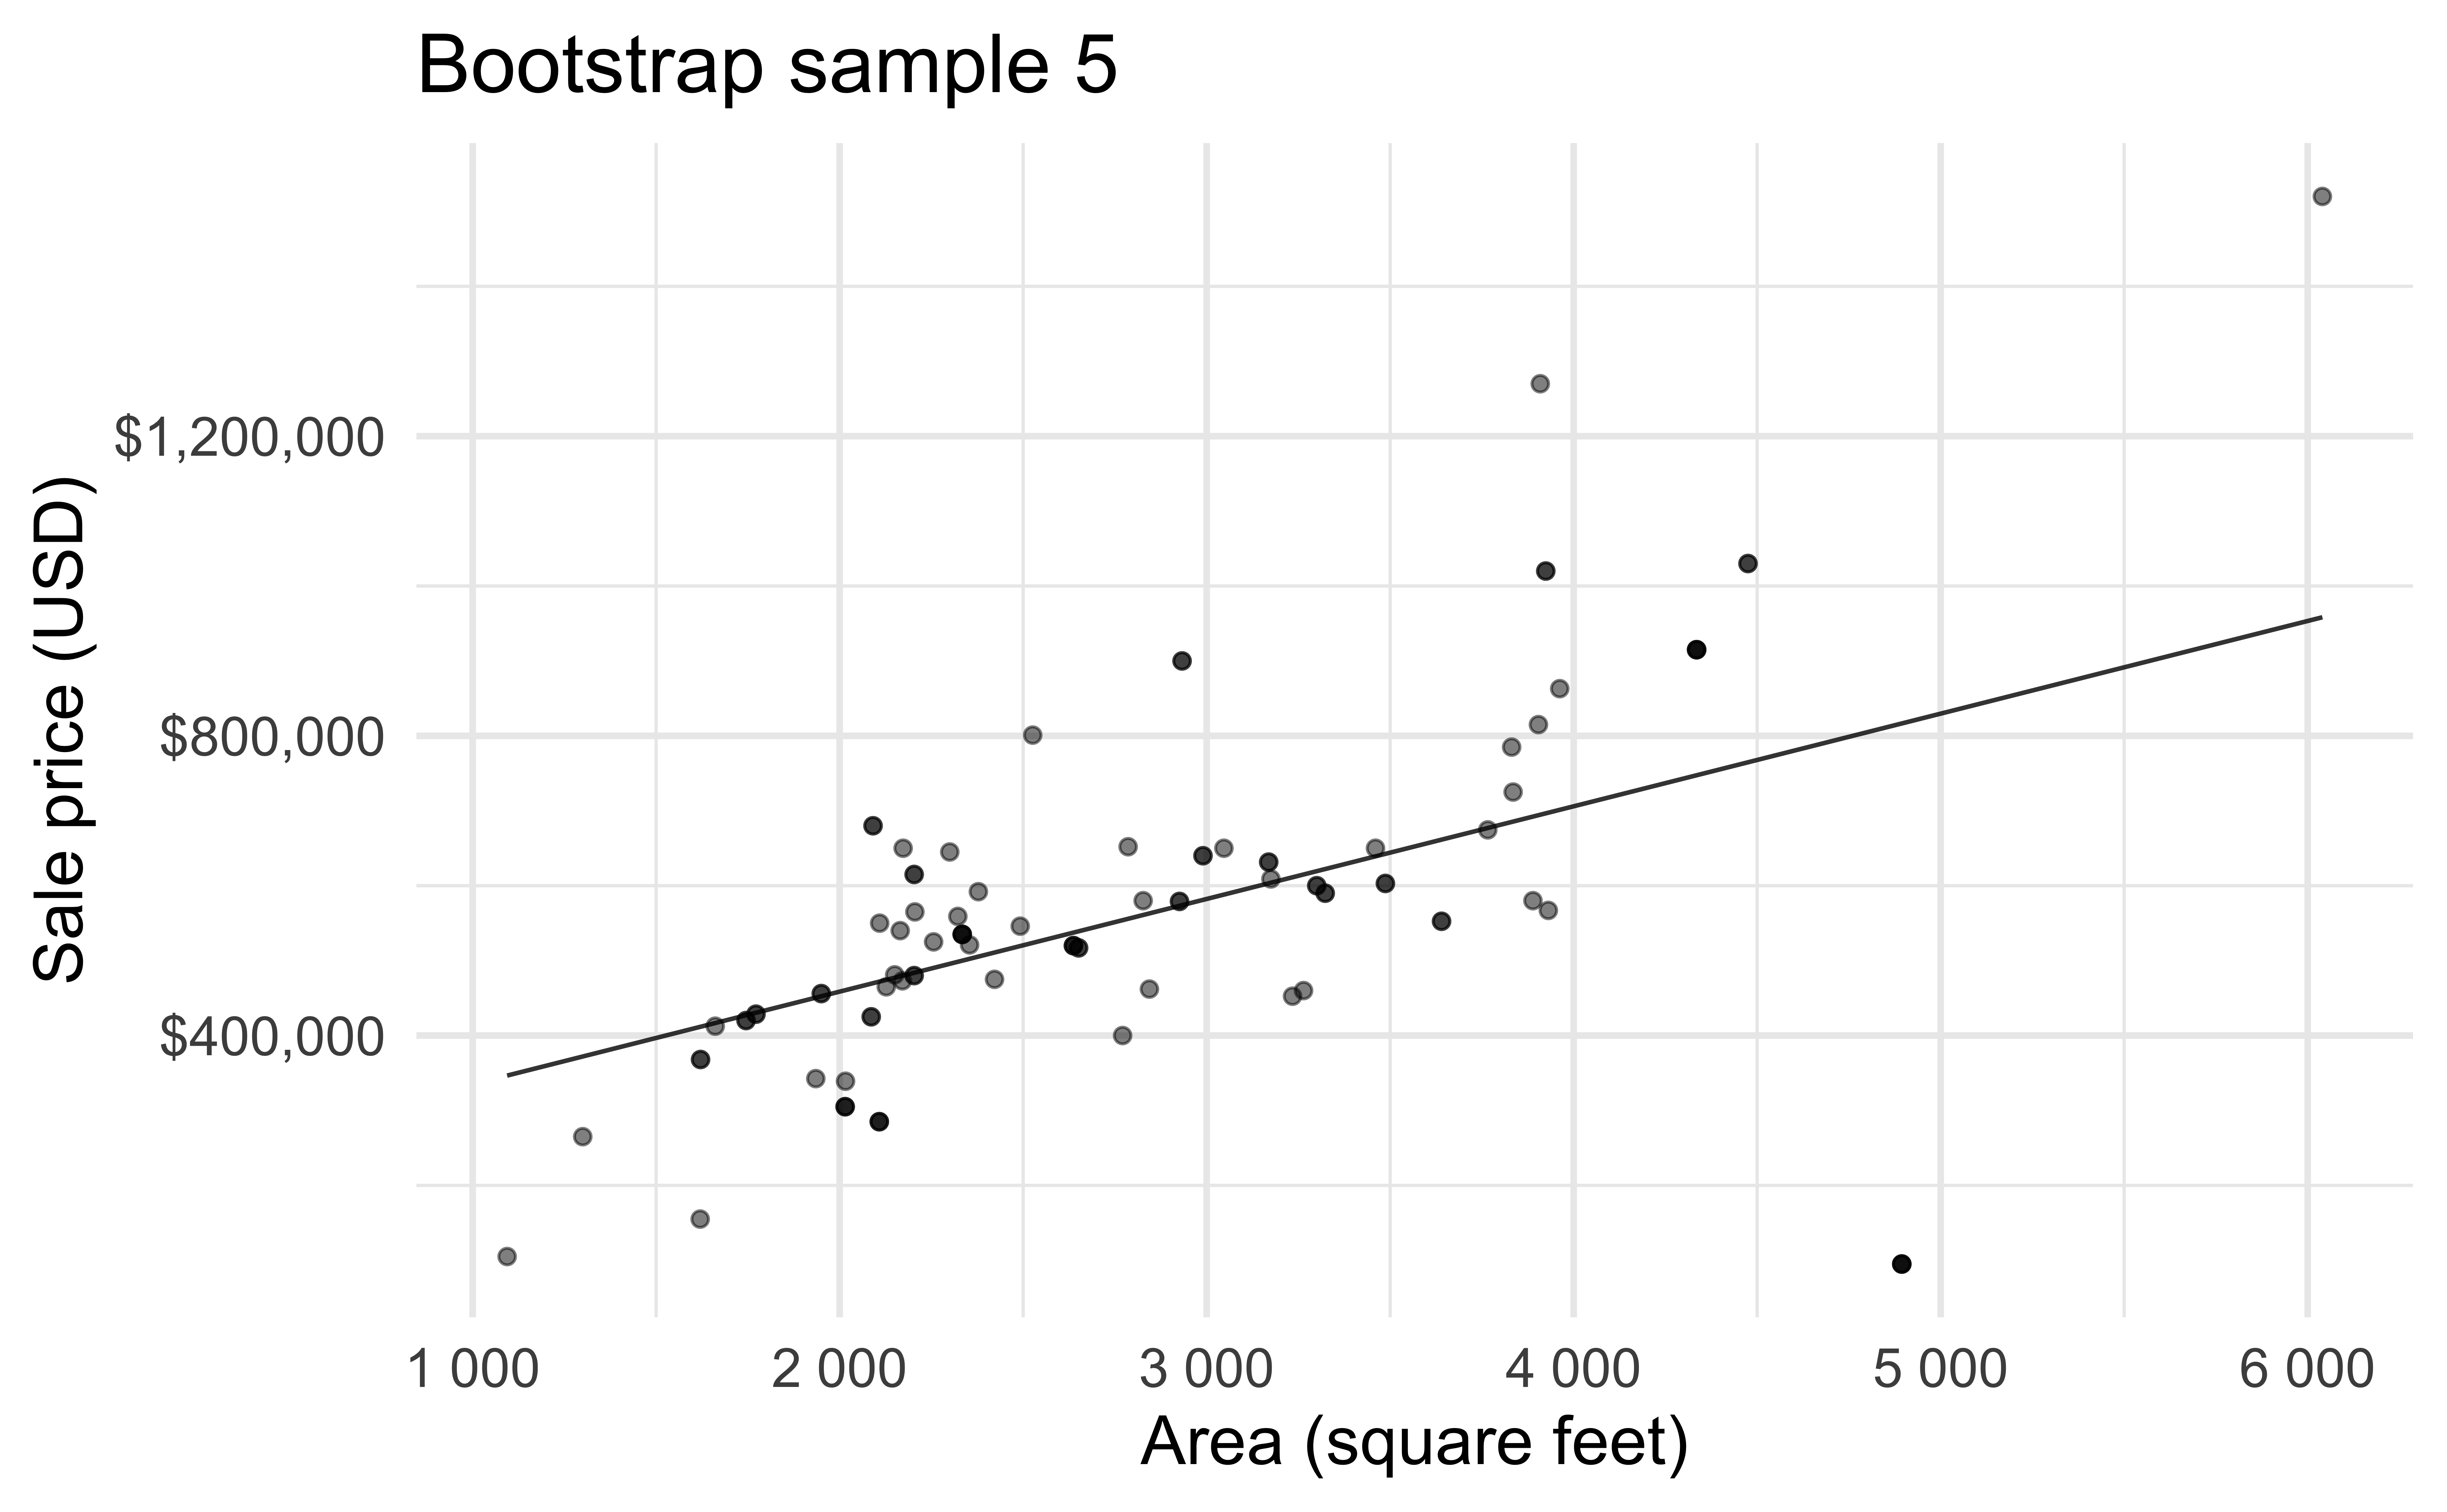 Bootstrap sample 5
Sale price (USD)
$1,200,000
$800,000
$400,000
1 000 2 000 3 000 4 000 5 000 6 000
Area (square feet)